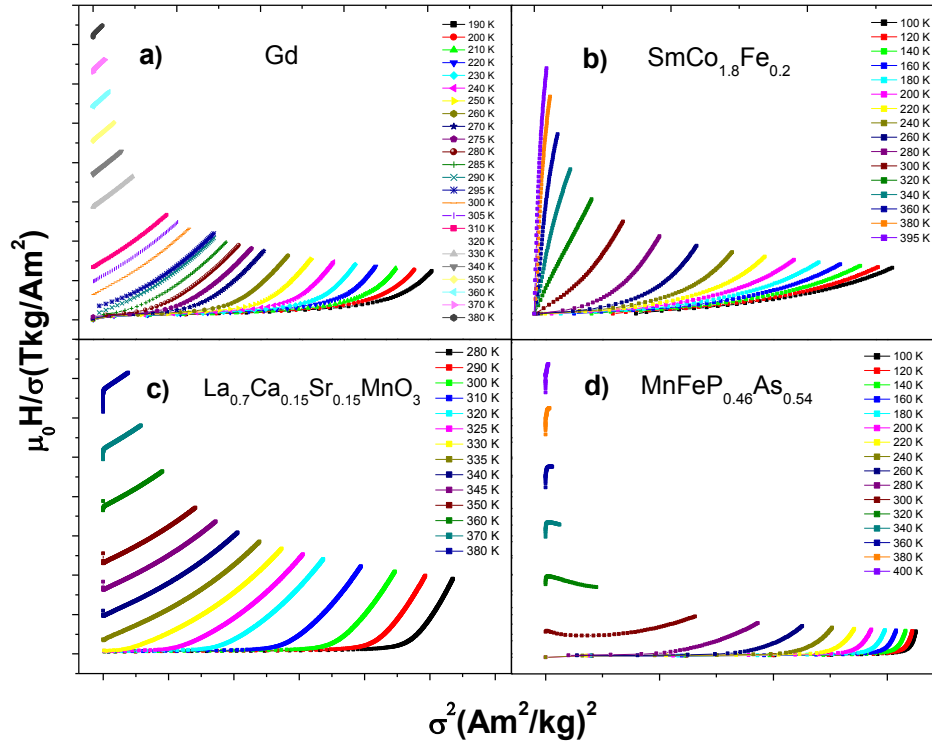 a)
Gd
190 K
200 K
210 K
220 K
230 K
240 K
250 K
260 K
270 K
275 K
280 K
285 K
290 K
295 K
300 K
305 K
310 K
320 K
330 K
340 K
350 K
360 K
370 K
380 K
b)
SmCo1.8Fe0.2
100 K
120 K
140 K
160 K
180 K
200 K
220 K
240 K
260 K
280 K
300 K
320 K
340 K
360 K
380 K
395 K
c)
La0.7Ca0.15Sr0.15MnO3
280 K
290 K
300 K
310 K
320 K
325 K
330 K
335 K
340 K
345 K
350 K
360 K
370 K
380 K
d)
MnFeP0.46As0.54
100 K
120 K
140 K
160 K
180 K
200 K
220 K
240 K
260 K
280 K
300 K
320 K
340 K
360 K
380 K
400 K
μ0H/σ(Tkg/Am²)
σ²(Am²/kg)²